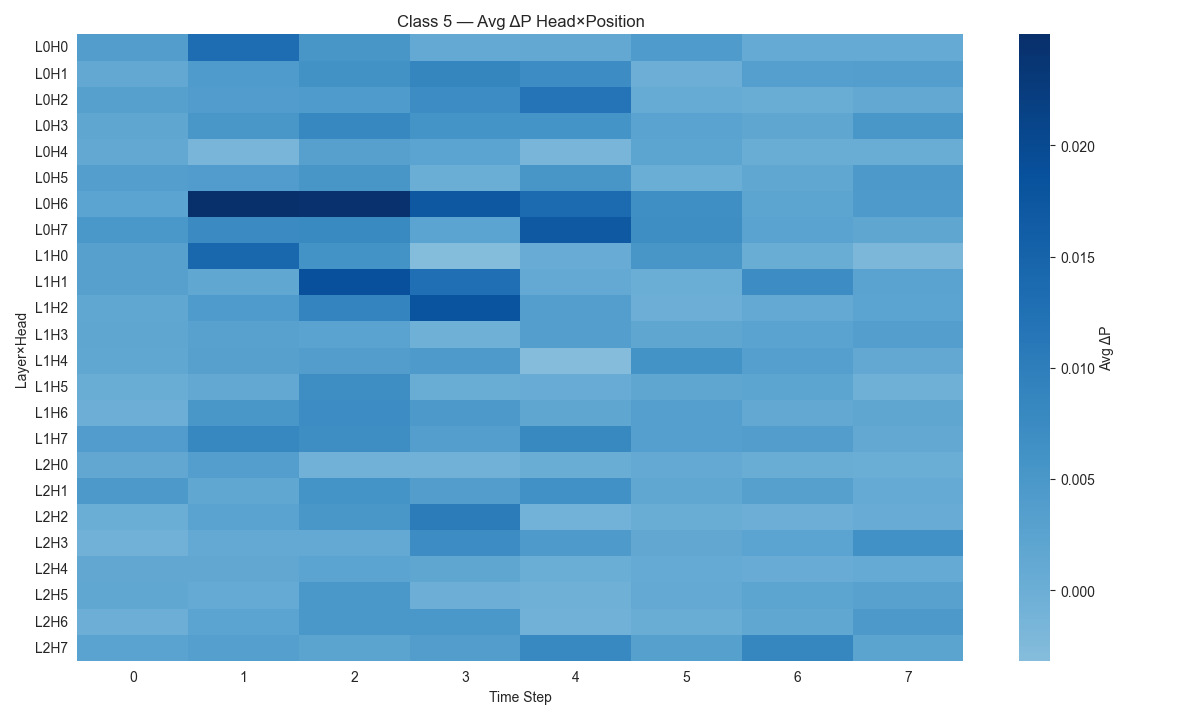 Class 5 — Avg ΔP Head×Position
L0H0
L0H1
L0H2
L0H3
L0H4
L0H5
L0H6
L0H7
L1H0
L1H1
L1H2
L1H3
L1H4
L1H5
L1H6
L1H7
L2H0
L2H1
L2H2
L2H3
L2H4
L2H5
L2H6
L2H7
Layer×Head
0 1 2 3 4 5 6 7
Time Step
0.020
0.015
0.010
0.005
0.000
Avg ΔP